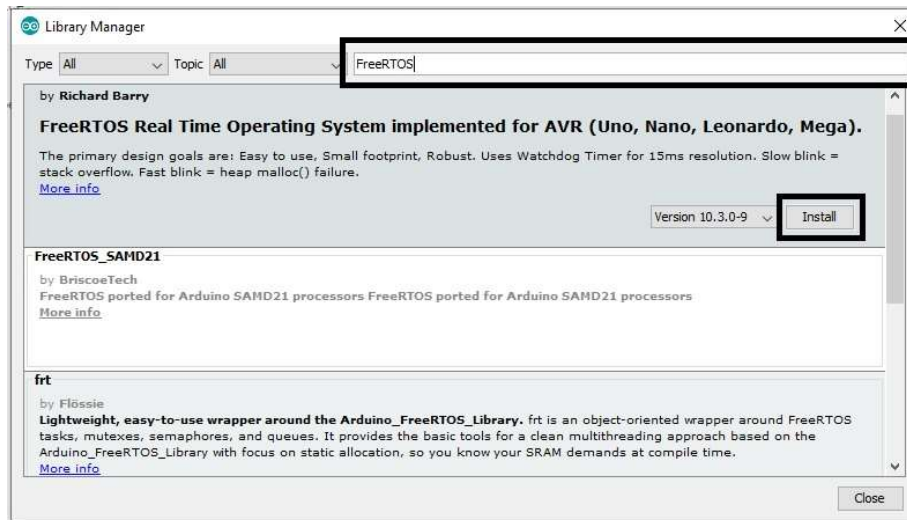 Library Manager
Type All Topic All FreeRTOS
by Richard Barry
FreeRTOS Real Time Operating System implemented for AVR (Uno, Nano, Leonardo, Mega).
The primary design goals are: Easy to use, Small footprint, Robust. Uses Watchdog Timer for 15ms resolution. Slow blink =
stack overflow. Fast blink = heap malloc() failure.
More info
Version 10.3.0-9 Install
FreeRTOS_SAMD21
by BriscoeTech
FreeRTOS ported for Arduino SAMD21 processors FreeRTOS ported for Arduino SAMD21 processors
More info
frt
by Flössie
Lightweight, easy-to-use wrapper around the Arduino_FreeRTOS_Library. frt is an object-oriented wrapper around FreeRTOS
tasks, mutexes, semaphores, and queues. It provides the basic tools for a clean multithreading approach based on the
Arduino_FreeRTOS_Library with focus on static allocation, so you know your SRAM demands at compile time.
More info
Close